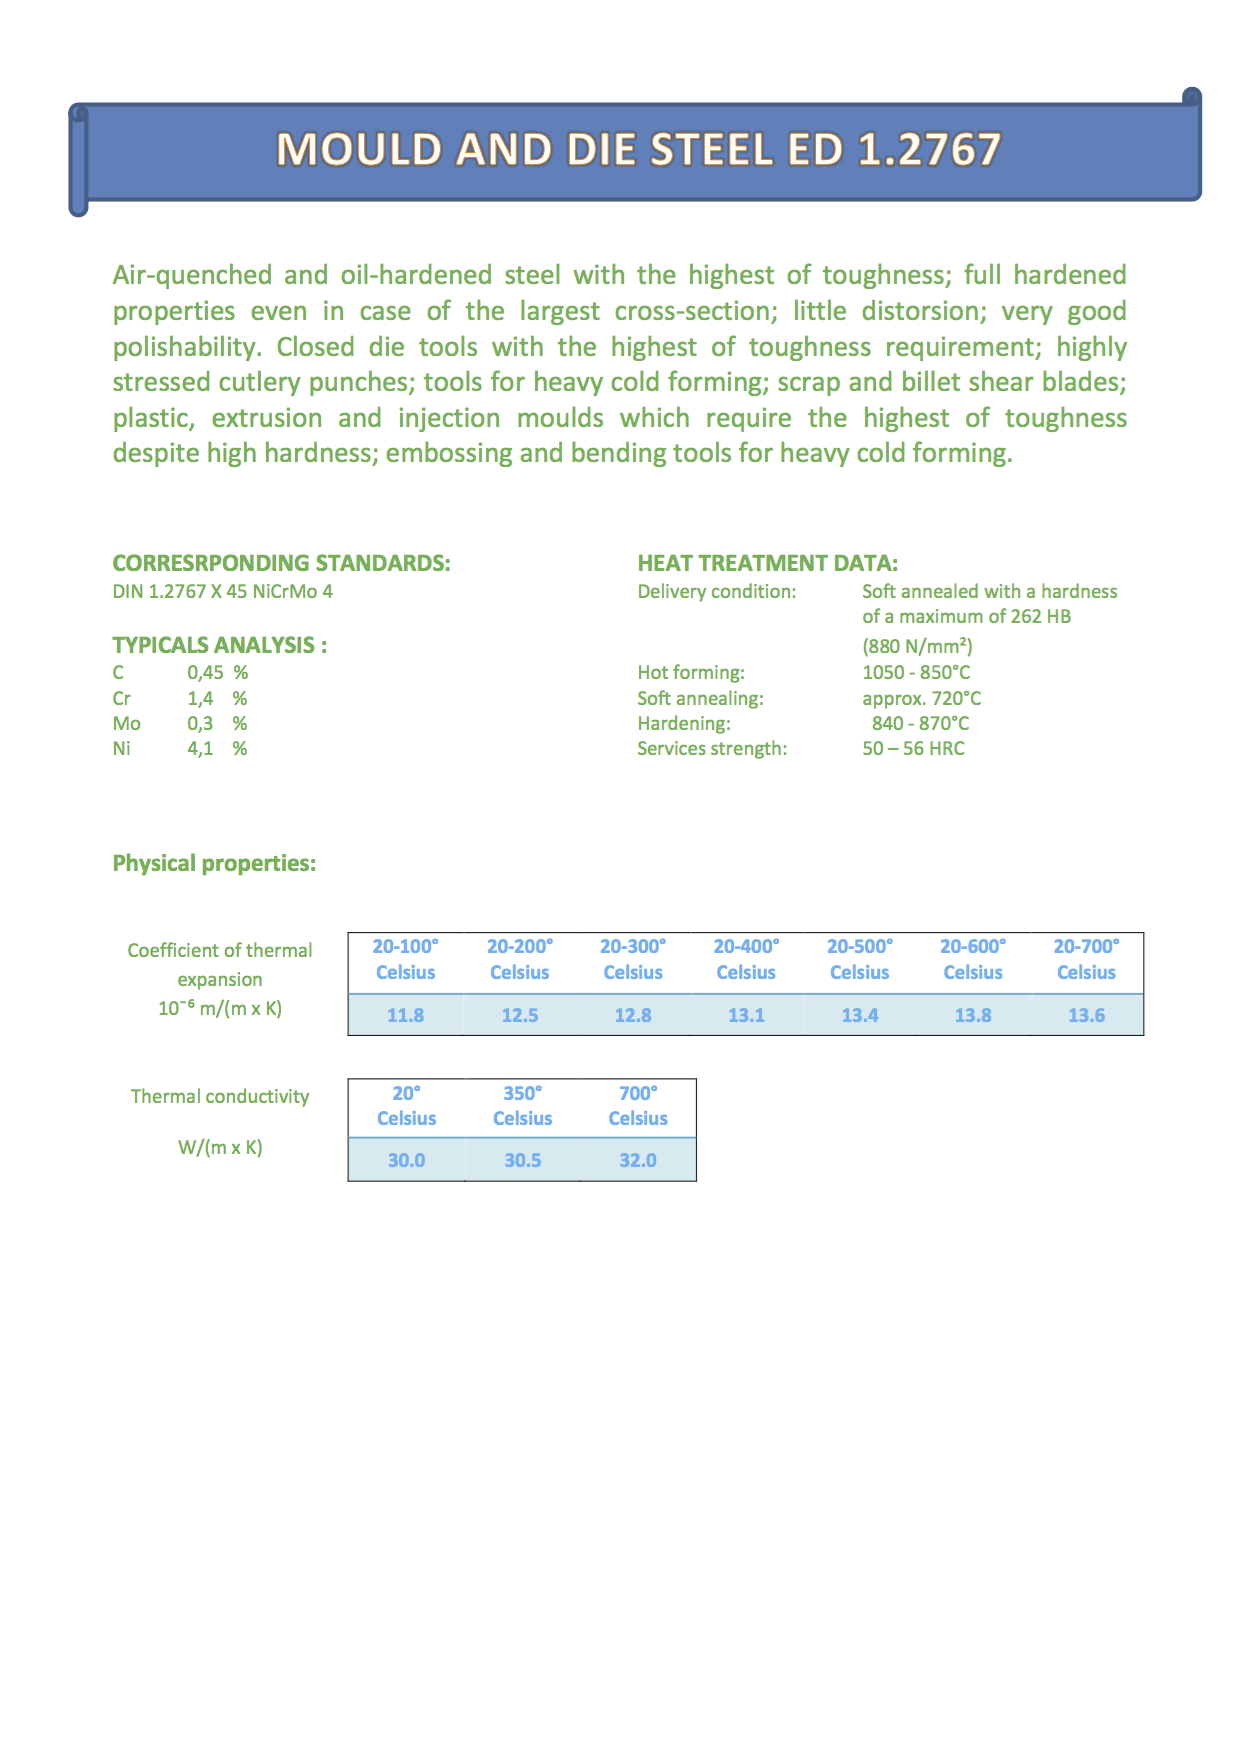 MOULD AND DIE STEEL ED 1.2767
Air-quenched and oil-hardened steel with the highest of toughness; full hardened
properties even in case of the largest cross-section; little distorsion; very good
polishability. Closed die tools with the highest of toughness requirement; highly
stressed cutlery punches; tools for heavy cold forming; scrap and billet shear blades;
plastic, extrusion and injection moulds which require the highest of toughness
despite high hardness; embossing and bending tools for heavy cold forming.
CORRESRPONDING STANDARDS:
DIN 1.2767 X 45 NiCrMo 4
TYPICALS ANALYSIS :
C 0,45 %
Cr 1,4 %
Mo 0,3 %
Ni 4,1 %
HEAT TREATMENT DATA:
Delivery condition: Soft annealed with a hardness
of a maximum of 262 HB
(880 N/mm²)
Hot forming: 1050 - 850°C
Soft annealing: approx. 720°C
Hardening: 840 - 870°C
Services strength: 50 – 56 HRC
Physical properties:
Coefficient of thermal
expansion
10⁻⁶ m/(m x K)
20-100° 20-200° 20-300° 20-400° 20-500° 20-600° 20-700°
Celsius Celsius Celsius Celsius Celsius Celsius Celsius
11.8 12.5 12.8 13.1 13.4 13.8 13.6
Thermal conductivity
W/(m x K)
20° 350° 700°
Celsius Celsius Celsius
30.0 30.5 32.0